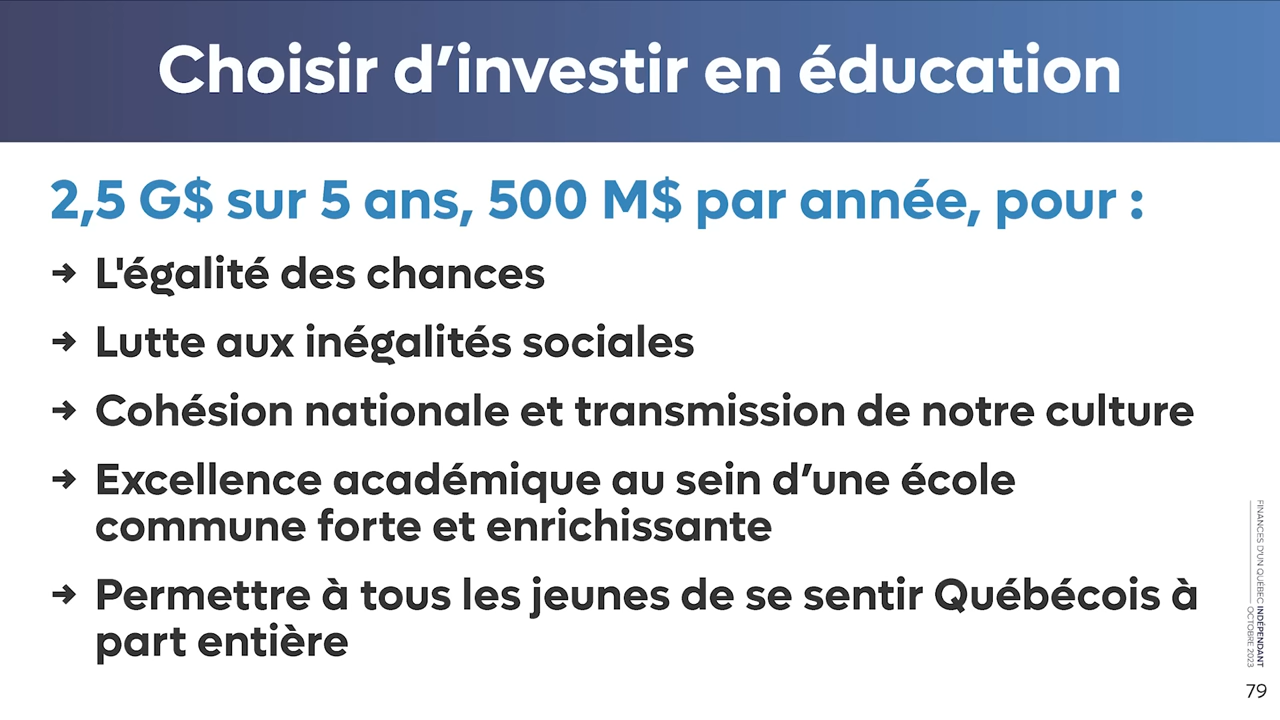 Choisir d’investir en éducation
2,5 G$ sur 5 ans, 500 M$ par année, pour :
→ L'égalité des chances
→ Lutte aux inégalités sociales
→ Cohésion nationale et transmission de notre culture
→ Excellence académique au sein d’une école
commune forte et enrichissante
→ Permettre à tous les jeunes de se sentir Québécois à
part entière
FINANCES D'UN QUÉBEC INDÉPENDANT
OCTOBRE 2023
79